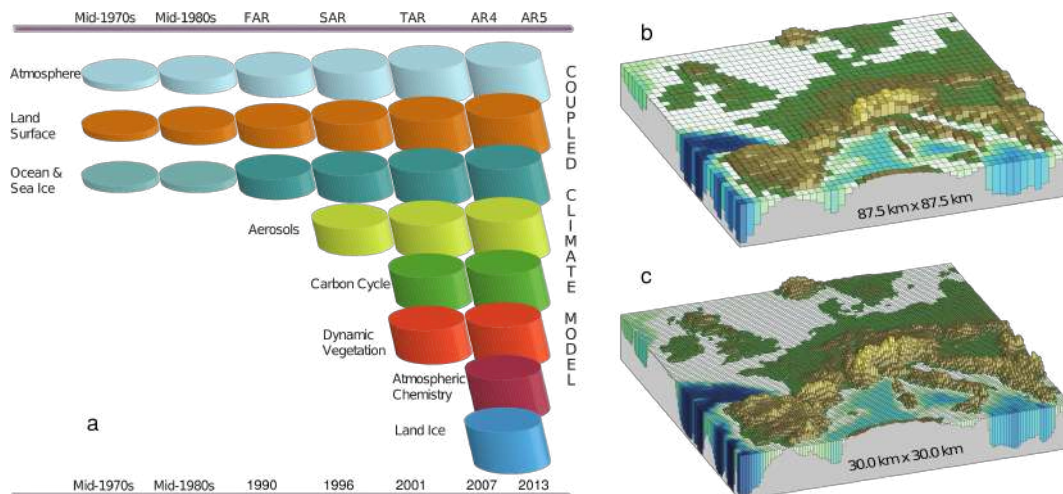 Mid-1970s Mid-1980s FAR SAR TAR AR4 AR5
Atmosphere
Land
Surface
Ocean &
Sea Ice
Aerosols
Carbon Cycle
Dynamic
Vegetation
Atmospheric
Chemistry
Land Ice
COUPLED CLIMATE MODEL
a
Mid-1970s Mid-1980s 1990 1996 2001 2007 2013
b
87.5 km x 87.5 km
c
30.0 km x 30.0 km